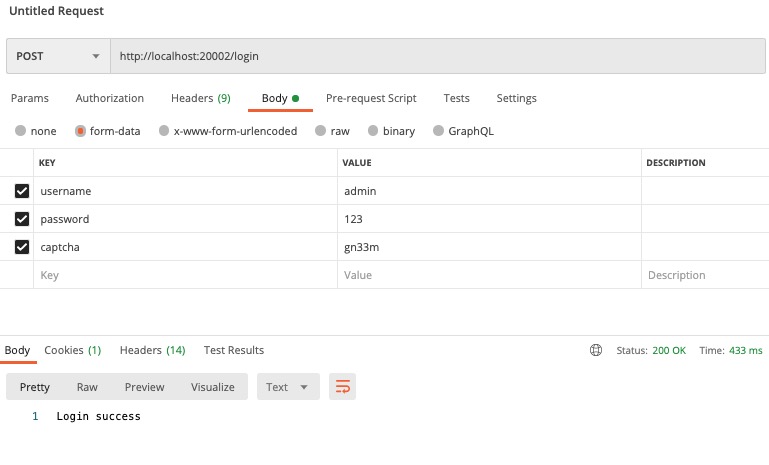 Untitled Request
POST http://localhost:20002/login
Params Authorization Headers (9) Body Pre-request Script Tests Settings
none form-data x-www-form-urlencoded raw binary GraphQL
KEY VALUE DESCRIPTION
username admin
password 123
captcha gn33m
Key Value Description
Body Cookies (1) Headers (14) Test Results Status: 200 OK Time: 433 ms
Pretty Raw Preview Visualize Text
1 Login success